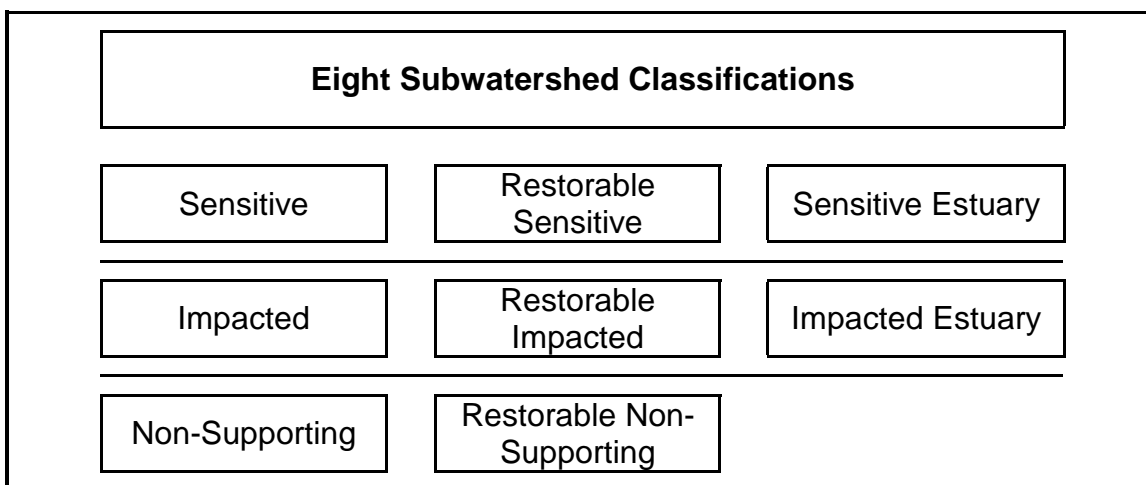 Eight Subwatershed Classifications
Sensitive
Restorable
Sensitive
Sensitive Estuary
Impacted
Restorable
Impacted
Impacted Estuary
Non-Supporting
Restorable Non-
Supporting